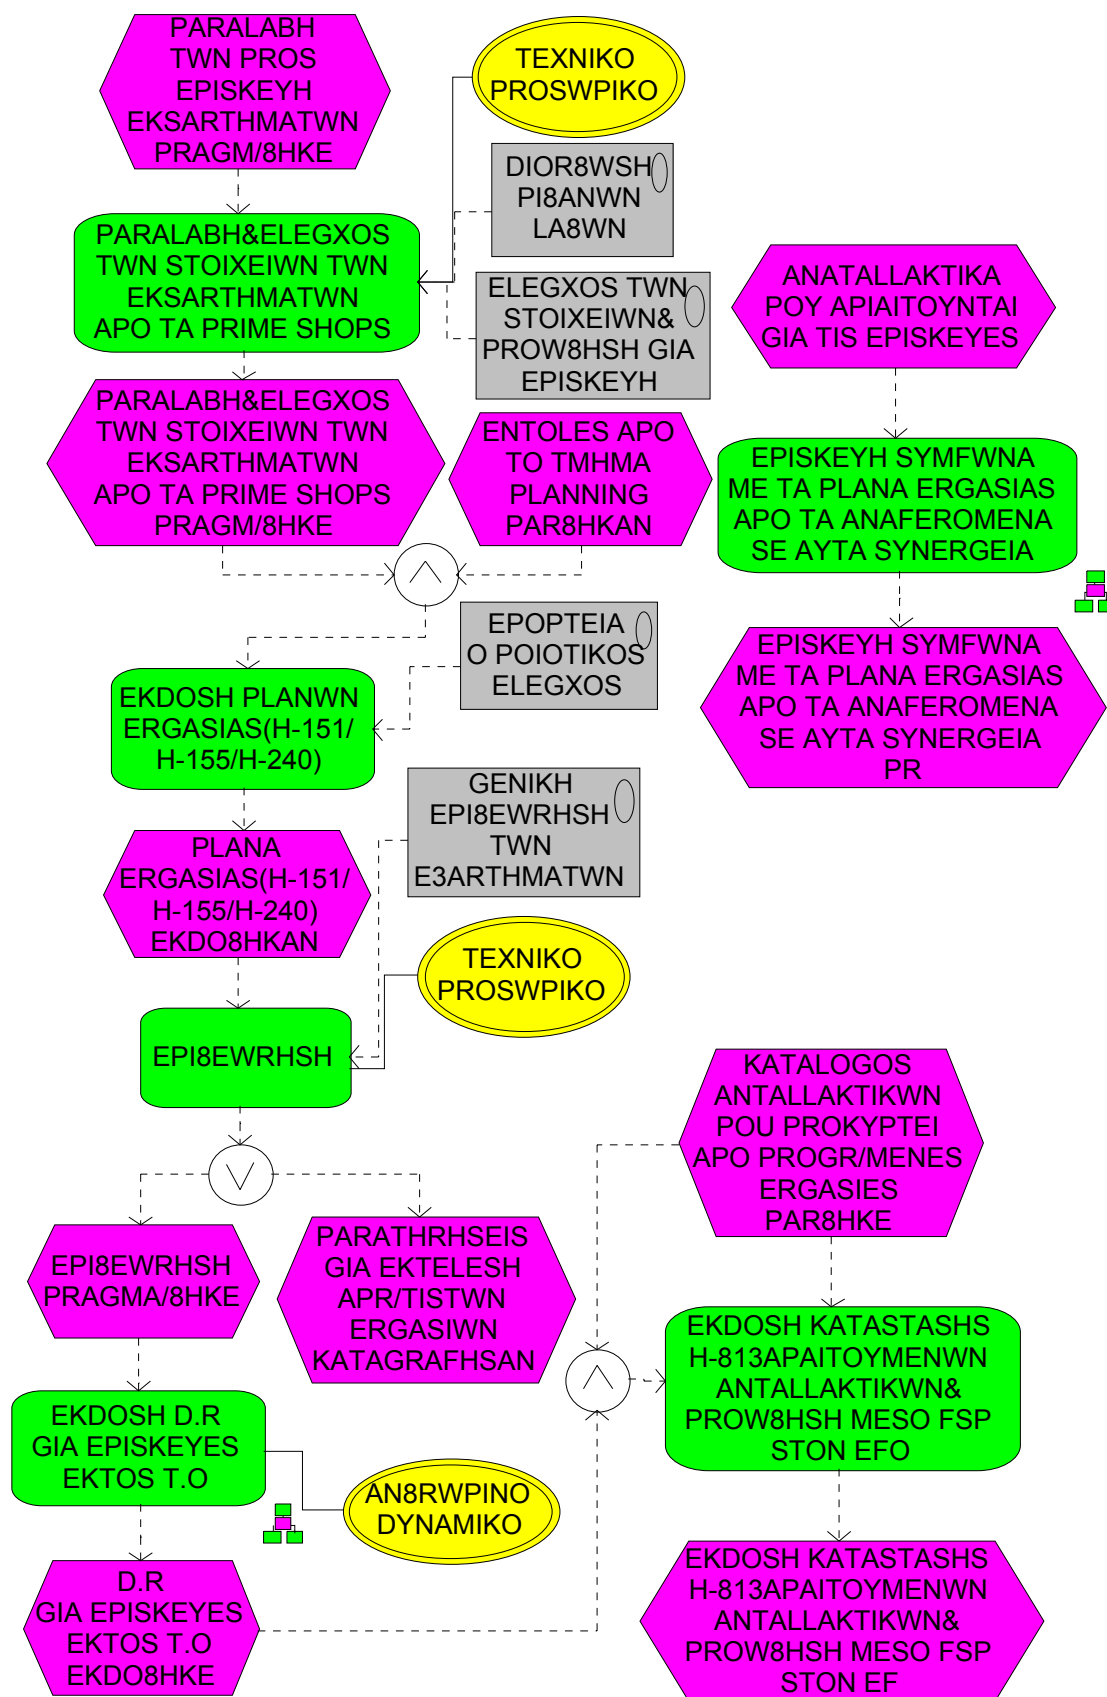 PARALABH
TWN PROS
EPISKEYH
EKSARTHMATWN
PRAGM/8HKE
TEXNIKO
PROSWPIKO
DIOR8WSH
PI8ANWN
LA8WN
PARALABH&ELEGXOS
TWN STOIXEIWN TWN
EKSARTHMATWN
APO TA PRIME SHOPS
ELEGXOS TWN
STOIXEIWN&
PROW8HSH GIA
EPISKEYH
ANATALLAKTIKA
POY APIAITOYNTAI
GIA TIS EPISKEYES
PARALABH&ELEGXOS
TWN STOIXEIWN TWN
EKSARTHMATWN
APO TA PRIME SHOPS
PRAGM/8HKE
ENTOLES APO
TO TMHMA
PLANNING
PAR8HKAN
EPISKEYH SYMFWNA
ME TA PLANA ERGASIAS
APO TA ANAFEROMENA
SE AYTA SYNERGEIA
EPOPTEIA
O POIOTIKOS
ELEGXOS
EPISKEYH SYMFWNA
ME TA PLANA ERGASIAS
APO TA ANAFEROMENA
SE AYTA SYNERGEIA
PR
EKDOSH PLANWN
ERGASIAS(H-151/
H-155/H-240)
GENIKH
EPI8EWRHSH
TWN
E3ARTHMATWN
PLANA
ERGASIAS(H-151/
H-155/H-240)
EKDO8HKAN
TEXNIKO
PROSWPIKO
EPI8EWRHSH
KATALOGOS
ANTALLAKTIKWN
POU PROKYPTEI
APO PROGR/MENES
ERGASIES
PAR8HKE
EPI8EWRHSH
PRAGMA/8HKE
PARATHRHSEIS
GIA EKTELESH
APR/TISTWN
ERGASIWN
KATAGRAFHSAN
EKDOSH KATASTASHS
H-813APAITOYMENWN
ANTALLAKTIKWN&
PROW8HSH MESO FSP
STON EFO
EKDOSH D.R
GIA EPISKEYES
EKTOS T.O
AN8RWPINO
DYNAMIKO
D.R
GIA EPISKEYES
EKTOS T.O
EKDO8HKE
EKDOSH KATASTASHS
H-813APAITOYMENWN
ANTALLAKTIKWN&
PROW8HSH MESO FSP
STON EF